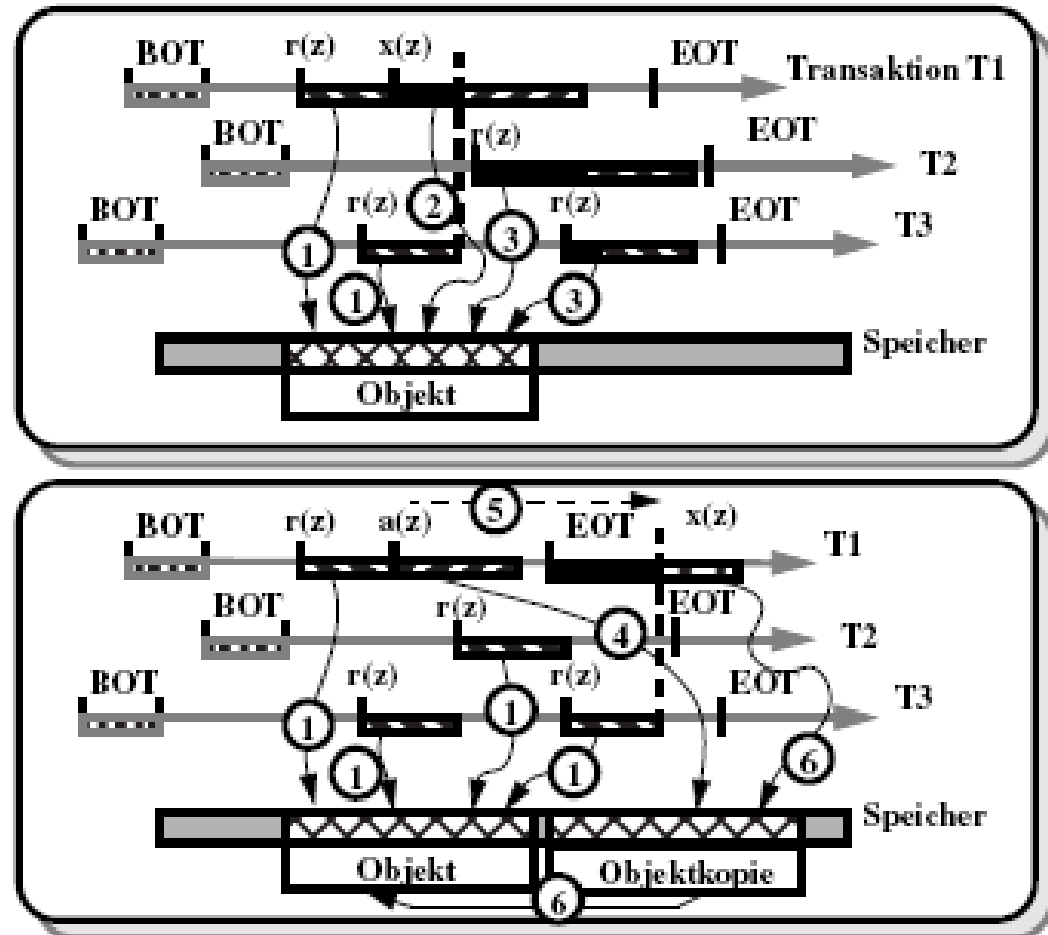 BOT r(z) x(z) EOT Transaktion T1
BOT r(z) EOT T2
BOT r(z) 2 3 r(z) EOT T3
1
1 3
Speicher
Objekt
5
BOT r(z) a(z) EOT x(z) T1
BOT r(z) 4 EOT T2
BOT r(z) 1 r(z) EOT T3
1
1 1 6
Speicher
Objekt Objektkopie
6